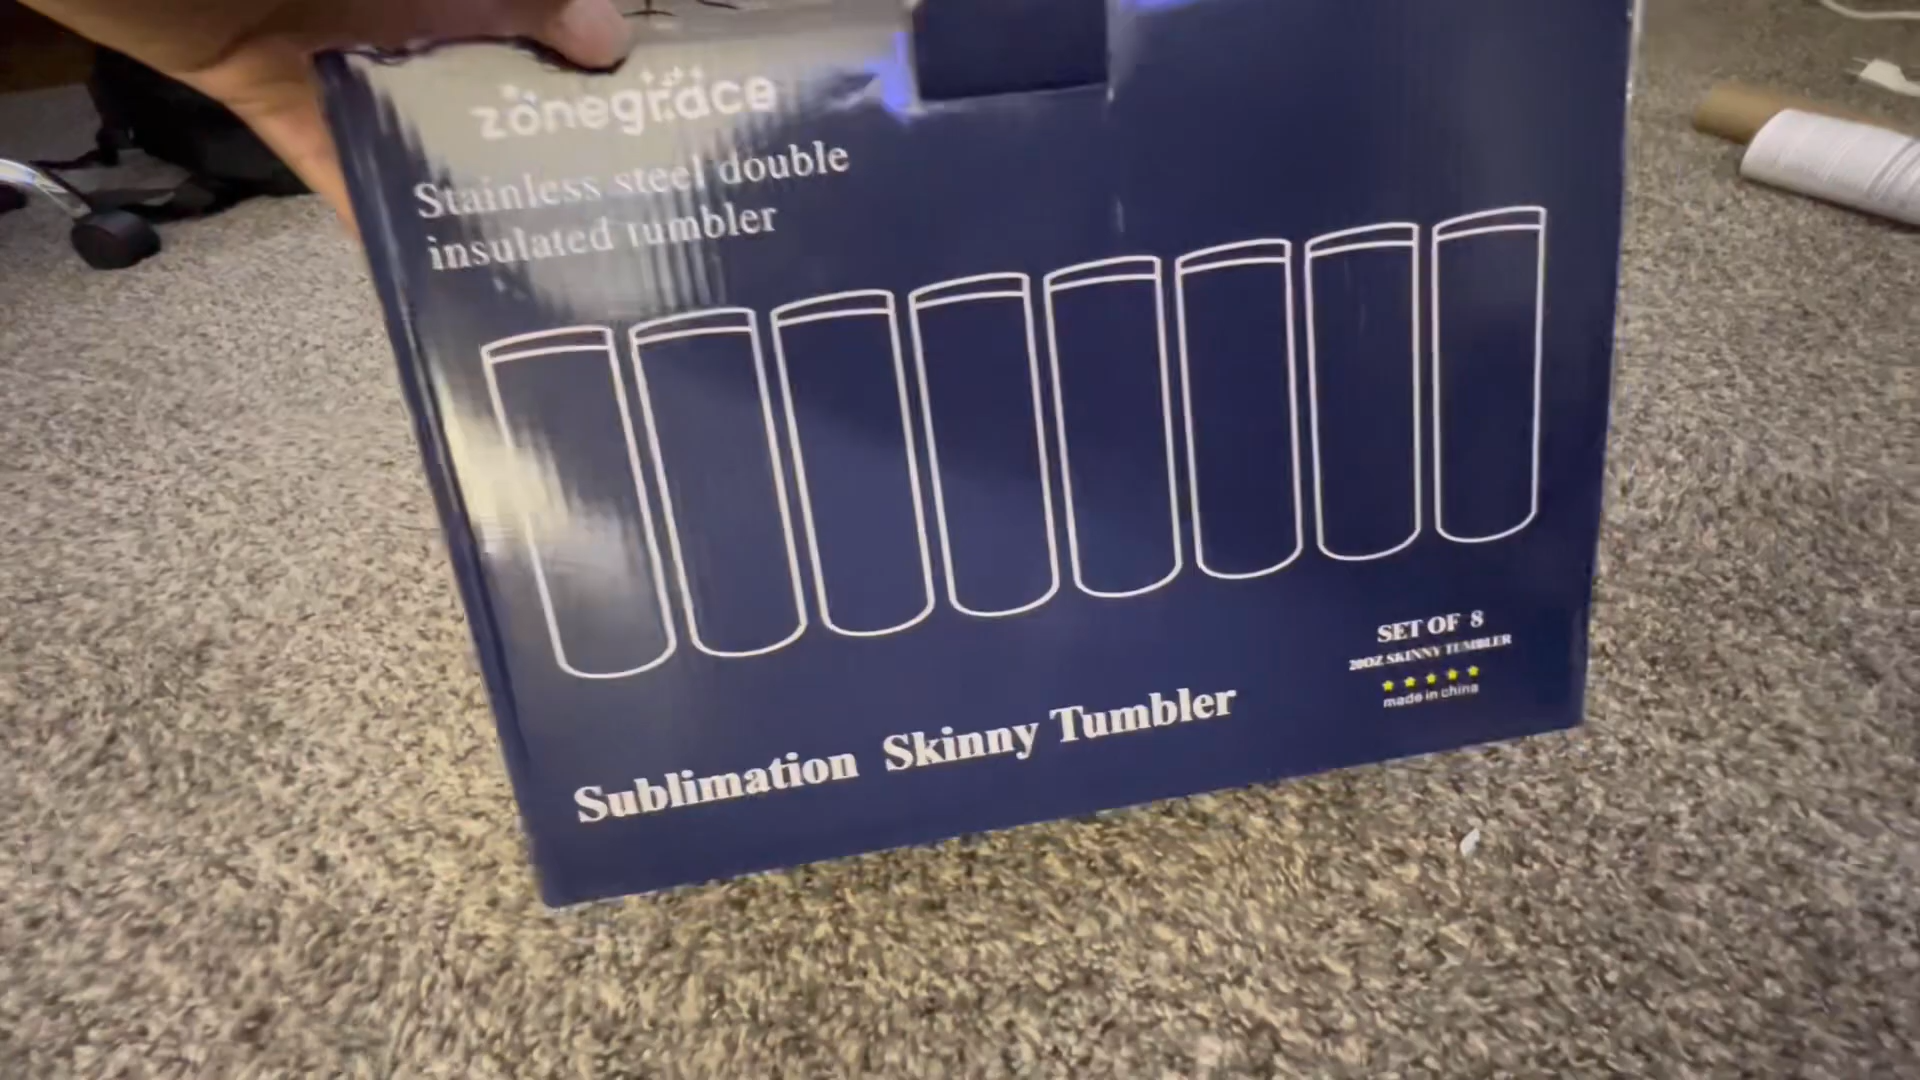 zonegrace
Stainless steel double
insulated tumbler
SET OF 8
20OZ SKINNY TUMBLER
made in china
Sublimation Skinny Tumbler